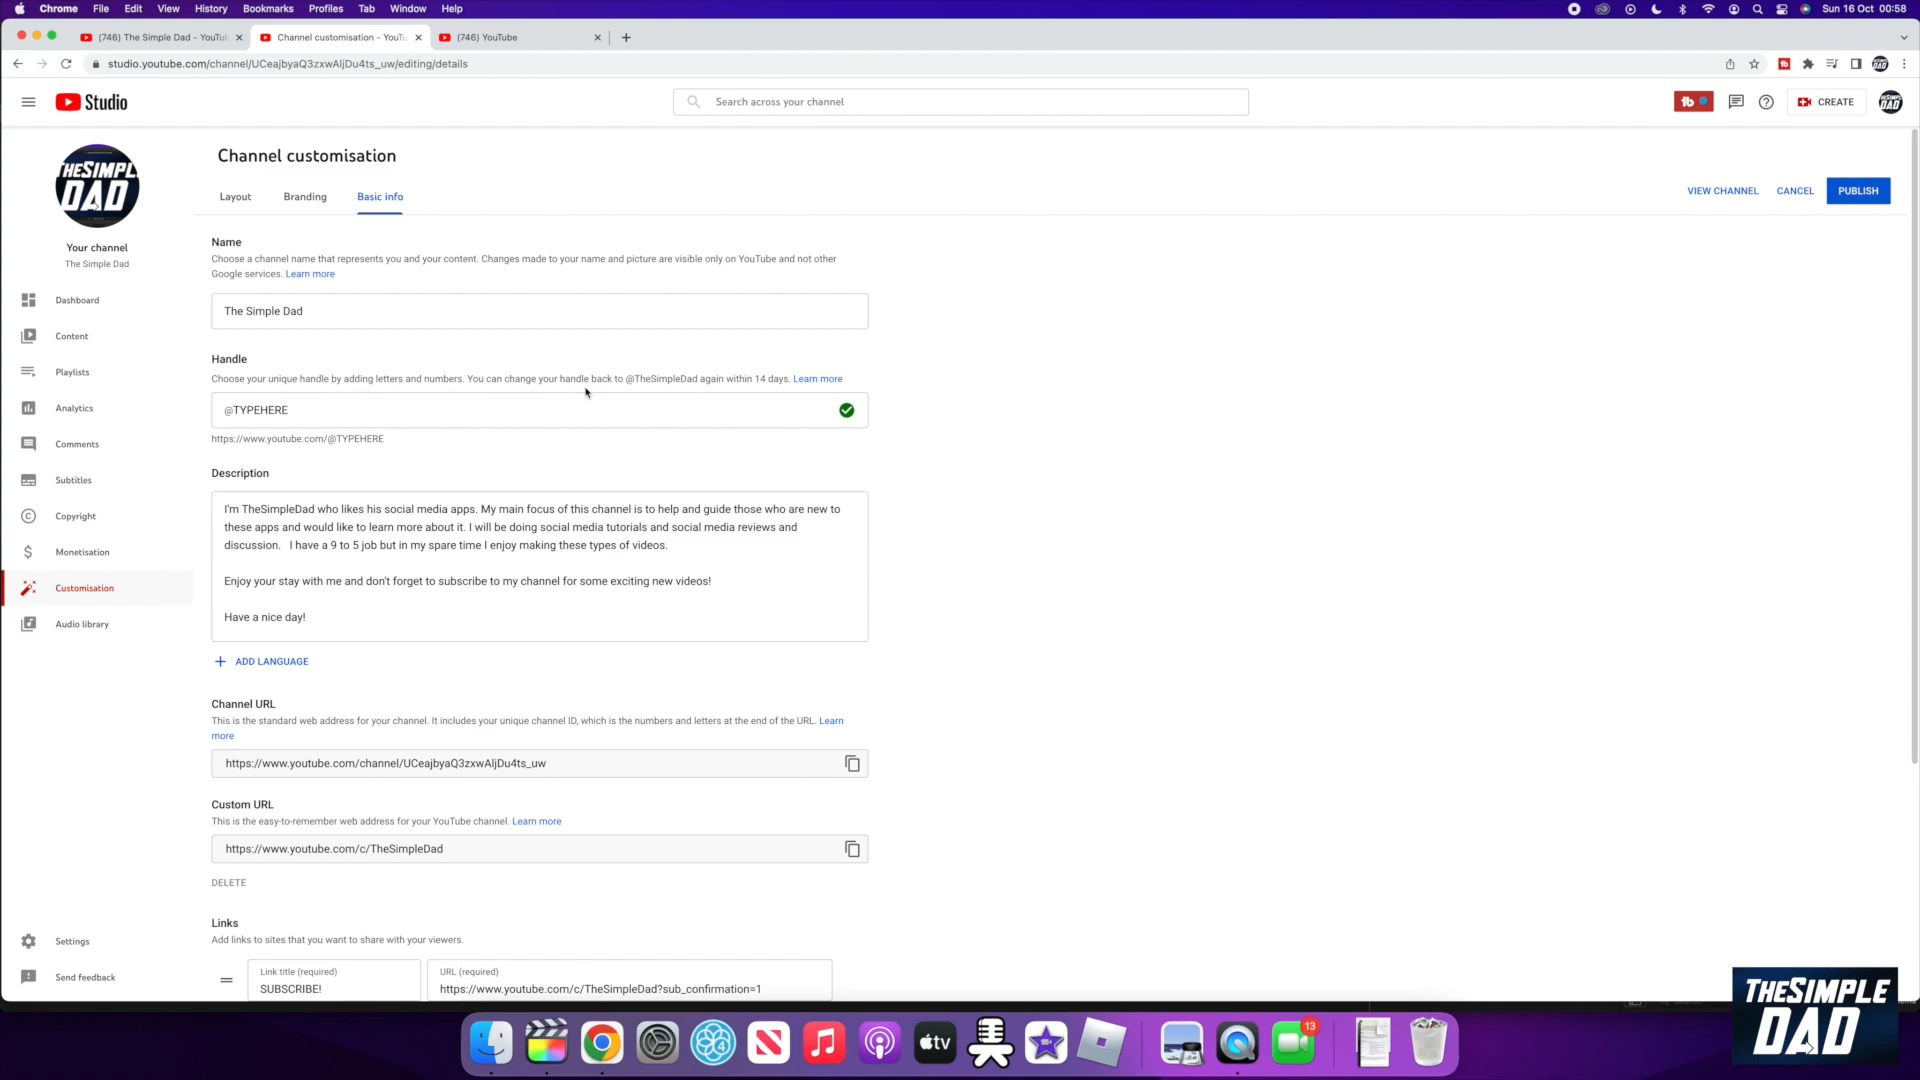 Chrome File Edit View History Bookmarks Profiles Tab Window Help Sun 16 Oct 00:58
(746) The Simple Dad - YouTub Channel customisation - YouTu (746) YouTube
studio.youtube.com/channel/UCeajbyaQ3zxwAljDu4ts_uw/editing/details
Studio Search across your channel CREATE
THESIMPL
DAD
Your channel
The Simple Dad
Dashboard
Content
Playlists
Analytics
Comments
Subtitles
Copyright
Monetisation
Customisation
Audio library
Settings
Send feedback
Channel customisation
Layout Branding Basic info
VIEW CHANNEL CANCEL PUBLISH
Name
Choose a channel name that represents you and your content. Changes made to your name and picture are visible only on YouTube and not other
Google services. Learn more
The Simple Dad
Handle
Choose your unique handle by adding letters and numbers. You can change your handle back to @TheSimpleDad again within 14 days. Learn more
@TYPEHERE
https://www.youtube.com/@TYPEHERE
Description
I'm TheSimpleDad who likes his social media apps. My main focus of this channel is to help and guide those who are new to
these apps and would like to learn more about it. I will be doing social media tutorials and social media reviews and
discussion. I have a 9 to 5 job but in my spare time I enjoy making these types of videos.
Enjoy your stay with me and don't forget to subscribe to my channel for some exciting new videos!
Have a nice day!
ADD LANGUAGE
Channel URL
This is the standard web address for your channel. It includes your unique channel ID, which is the numbers and letters at the end of the URL. Learn
more
https://www.youtube.com/channel/UCeajbyaQ3zxwAljDu4ts_uw
Custom URL
This is the easy-to-remember web address for your YouTube channel. Learn more
https://www.youtube.com/c/TheSimpleDad
DELETE
Links
Add links to sites that you want to share with your viewers.
Link title (required) URL (required)
SUBSCRIBE! https://www.youtube.com/c/TheSimpleDad?sub_confirmation=1
4 tv 13
THESIMPLE
DAD